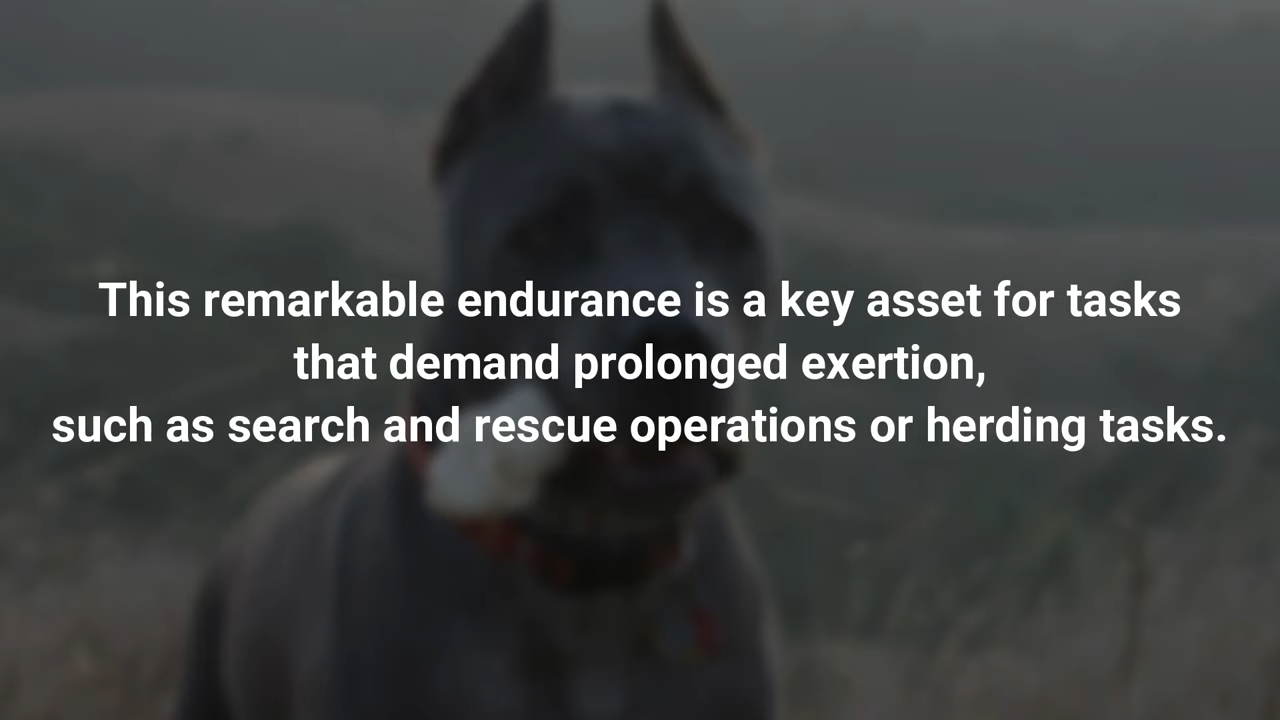 This remarkable endurance is a key asset for tasks
that demand prolonged exertion,
such as search and rescue operations or herding tasks.